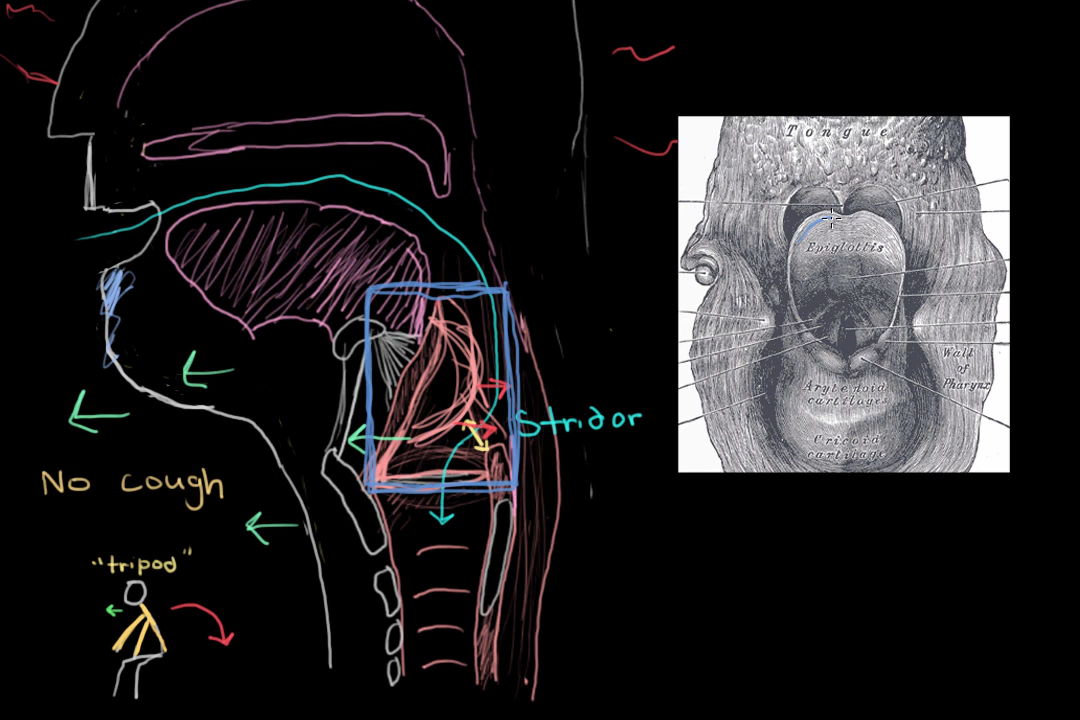 Stridor
No cough
"tripod"
Tongue
Epiglottis
Wall
of
Pharynx
Arytenoid
cartilages
Cricoid
cartilage